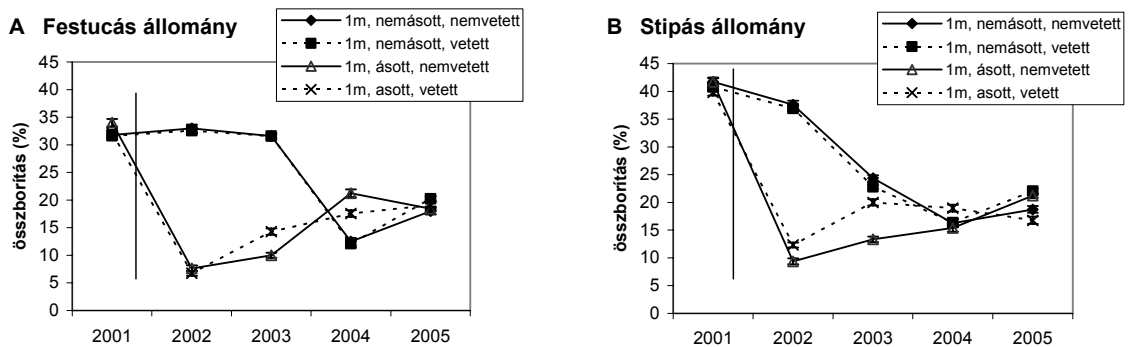 A Festucás állomány
1m, nemásott, nemvetett
1m, nemásott, vetett
1m, ásott, nemvetett
1m, asott, vetett
összborítás (%)
45
40
35
30
25
20
15
10
5
0
2001 2002 2003 2004 2005
B Stipás állomány
1m, nemásott, nemvetett
1m, nemásott, vetett
1m, ásott, nemvetett
1m, asott, vetett
összborítás (%)
45
40
35
30
25
20
15
10
5
0
2001 2002 2003 2004 2005